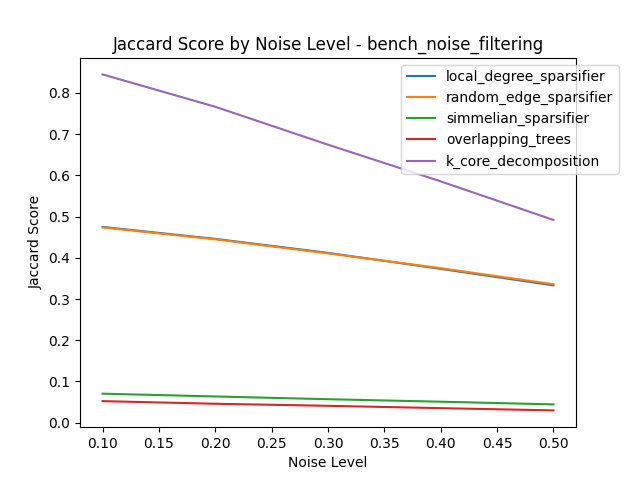 Jaccard Score by Noise Level - bench_noise_filtering
local_degree_sparsifier
random_edge_sparsifier
simmelian_sparsifier
overlapping_trees
k_core_decomposition
Jaccard Score
0.8
0.7
0.6
0.5
0.4
0.3
0.2
0.1
0.0
0.10 0.15 0.20 0.25 0.30 0.35 0.40 0.45 0.50
Noise Level